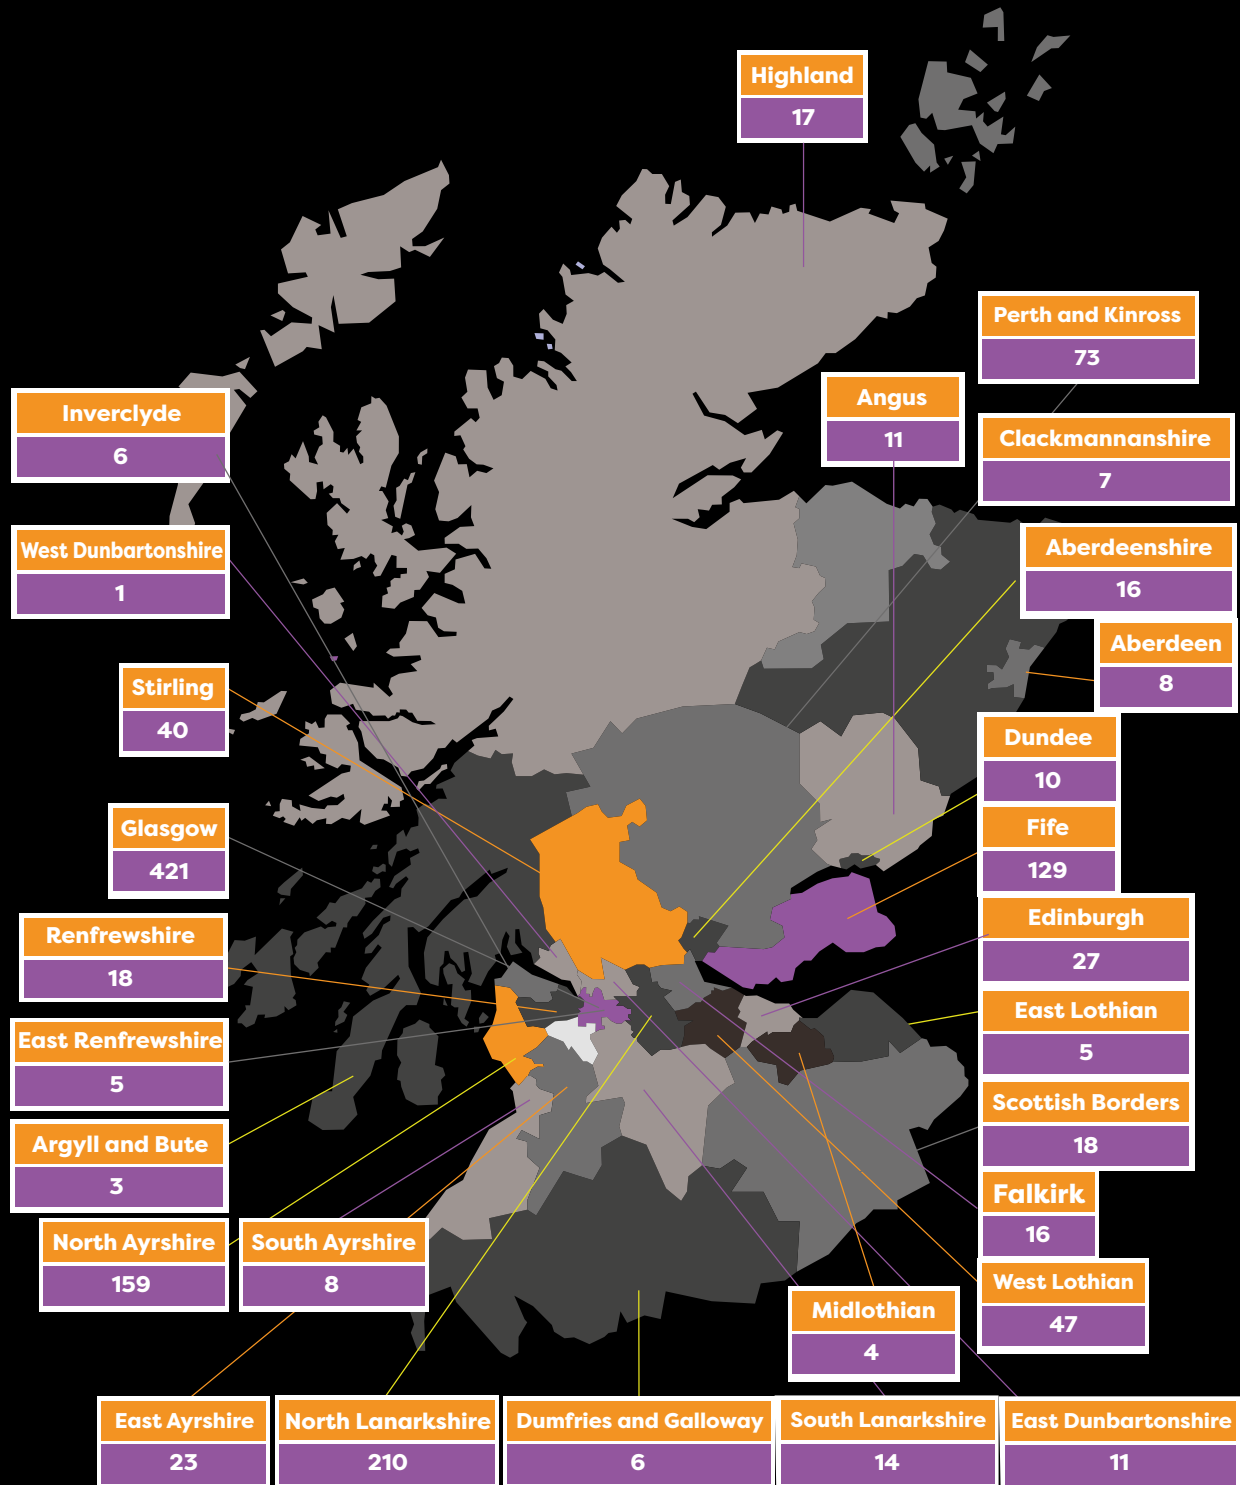 Highland
17
Perth and Kinross
73
Inverclyde
6
Angus
11
Clackmannanshire
7
West Dunbartonshire
1
Aberdeenshire
16
Aberdeen
8
Stirling
40
Dundee
10
Glasgow
421
Fife
129
Renfrewshire
18
Edinburgh
27
East Renfrewshire
5
East Lothian
5
Argyll and Bute
3
Scottish Borders
18
Falkirk
16
North Ayrshire
159
South Ayrshire
8
West Lothian
47
Midlothian
4
East Ayrshire
23
North Lanarkshire
210
Dumfries and Galloway
6
South Lanarkshire
14
East Dunbartonshire
11